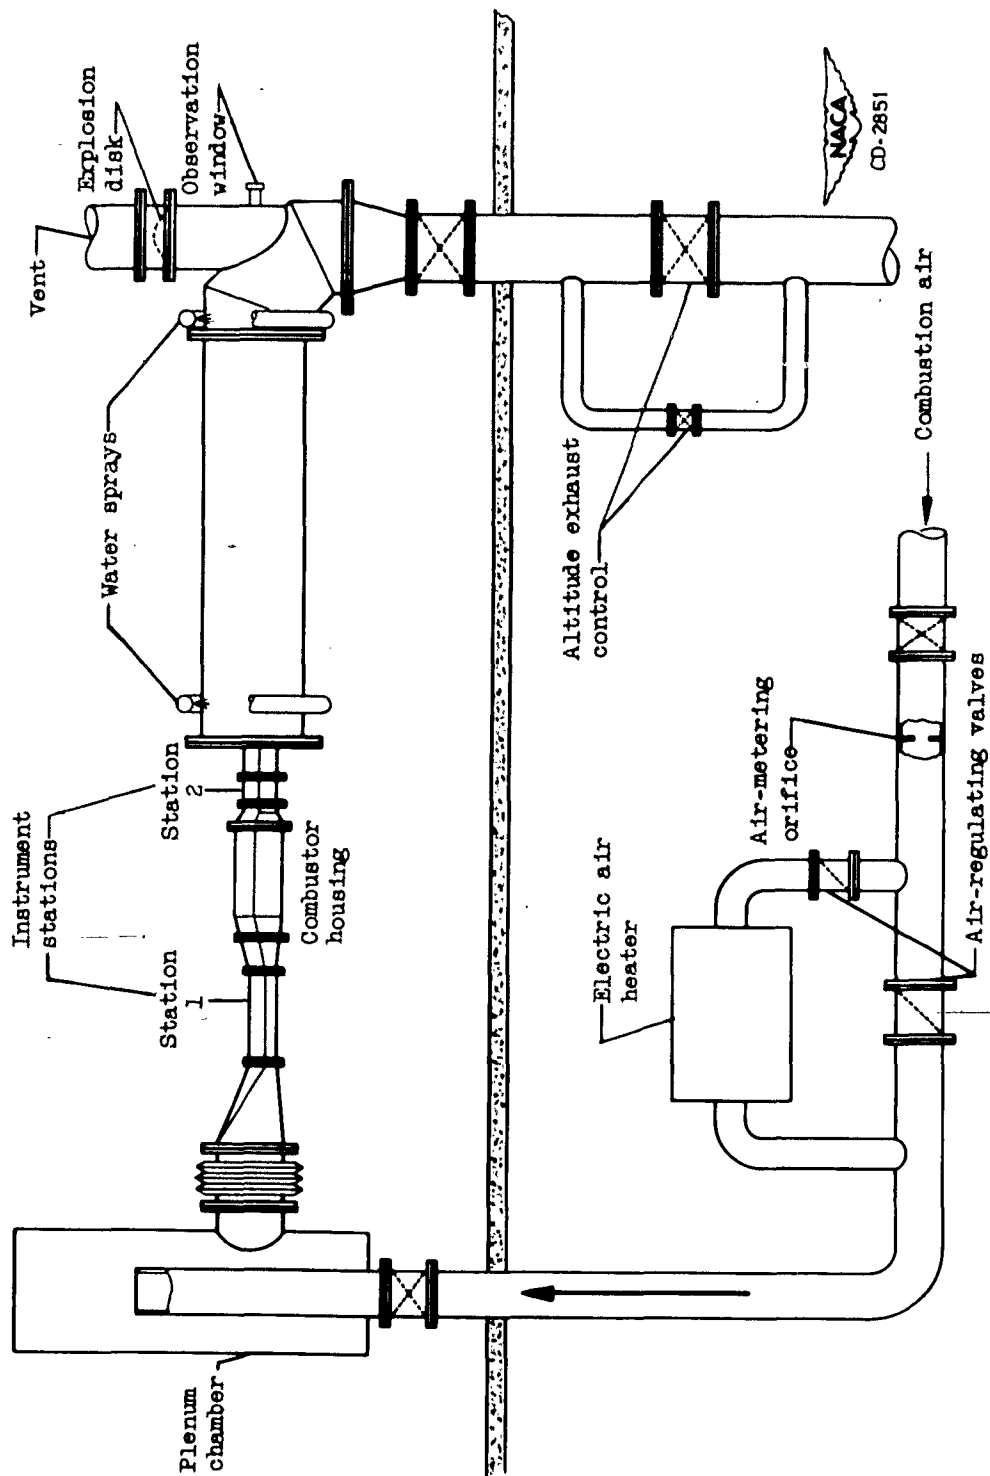 Vent
Explosion
disk
Observation
window
Water sprays
Instrument
stations
Station
2
Station
1
Combustor
housing
Plenum
chamber
Altitude exhaust
control
Electric air
heater
Air-metering
orifice
Air-regulating valves
Combustion air
NACA
CD-2851